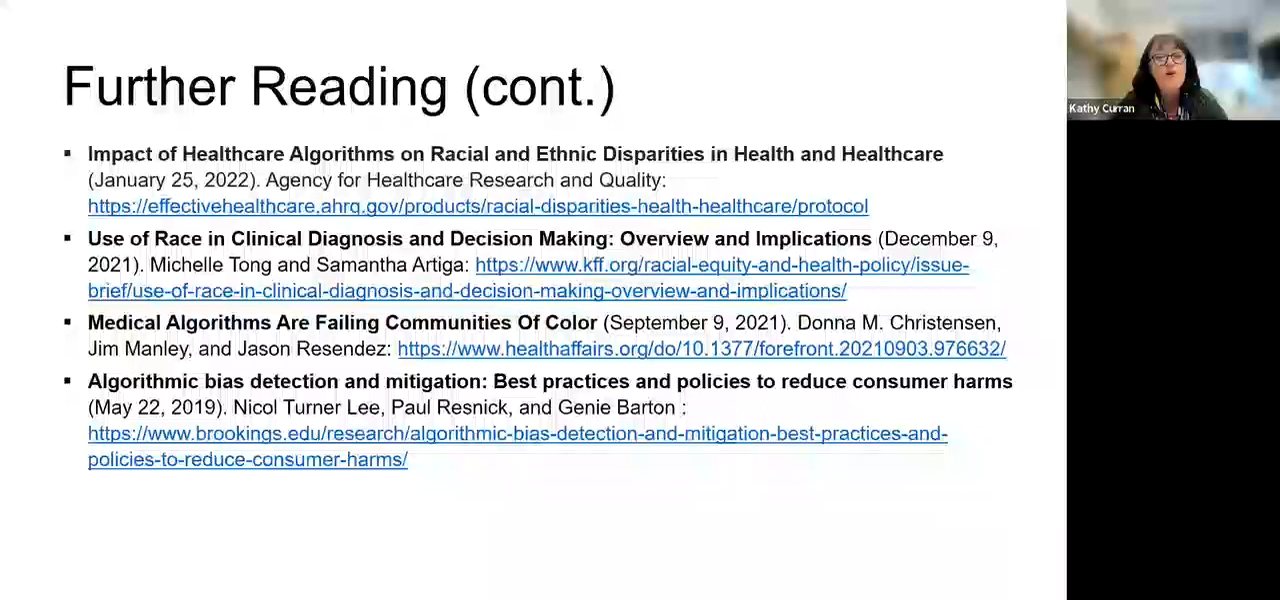 Further Reading (cont.)
Kathy Curran
▪ Impact of Healthcare Algorithms on Racial and Ethnic Disparities in Health and Healthcare
(January 25, 2022). Agency for Healthcare Research and Quality:
https://effectivehealthcare.ahrq.gov/products/racial-disparities-health-healthcare/protocol
▪ Use of Race in Clinical Diagnosis and Decision Making: Overview and Implications (December 9,
2021). Michelle Tong and Samantha Artiga: https://www.kff.org/racial-equity-and-health-policy/issue-
brief/use-of-race-in-clinical-diagnosis-and-decision-making-overview-and-implications/
▪ Medical Algorithms Are Failing Communities Of Color (September 9, 2021). Donna M. Christensen,
Jim Manley, and Jason Resendez: https://www.healthaffairs.org/do/10.1377/forefront.20210903.976632/
▪ Algorithmic bias detection and mitigation: Best practices and policies to reduce consumer harms
(May 22, 2019). Nicol Turner Lee, Paul Resnick, and Genie Barton :
https://www.brookings.edu/research/algorithmic-bias-detection-and-mitigation-best-practices-and-
policies-to-reduce-consumer-harms/